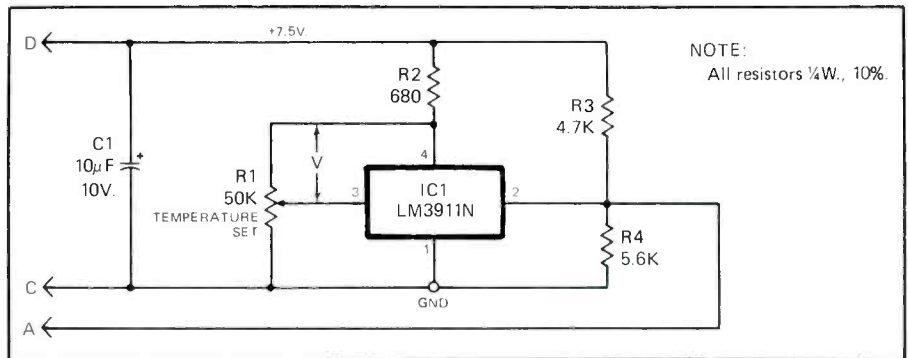 D
+7.5V
NOTE:
All resistors ¼W., 10%.
R2
680
R3
4.7K
C1
10µF
10V.
+
V
R1
50K
TEMPERATURE
SET
4
3
IC1
LM3911N
2
1
R4
5.6K
C
GND
A